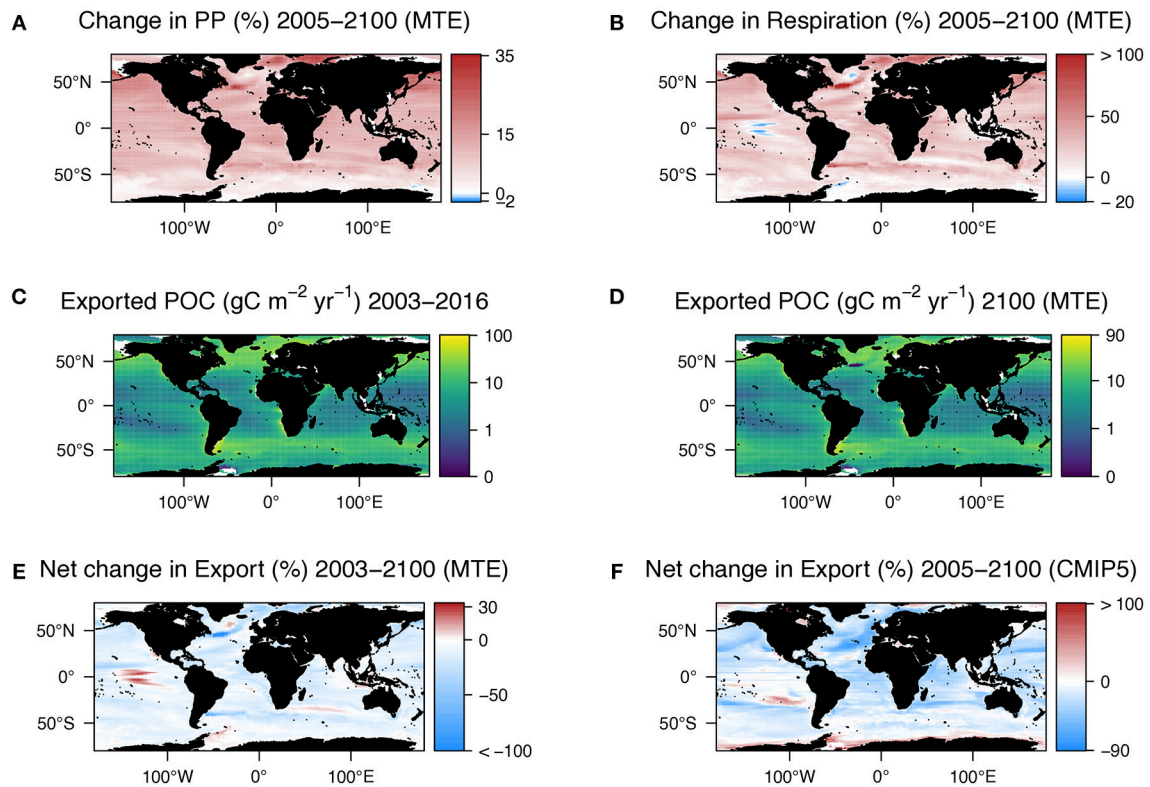 A Change in PP (%) 2005−2100 (MTE)
50°N
0°
50°S
100°W 0° 100°E
35
15
0
−2
B Change in Respiration (%) 2005−2100 (MTE)
50°N
0°
50°S
100°W 0° 100°E
> 100
50
0
− 20
C Exported POC (gC m−2 yr−1) 2003−2016
50°N
0°
50°S
100°W 0° 100°E
100
10
1
0
D Exported POC (gC m−2 yr−1) 2100 (MTE)
50°N
0°
50°S
100°W 0° 100°E
90
10
1
0
E Net change in Export (%) 2003−2100 (MTE)
50°N
0°
50°S
100°W 0° 100°E
30
0
−50
< −100
F Net change in Export (%) 2005−2100 (CMIP5)
50°N
0°
50°S
100°W 0° 100°E
> 100
0
−90